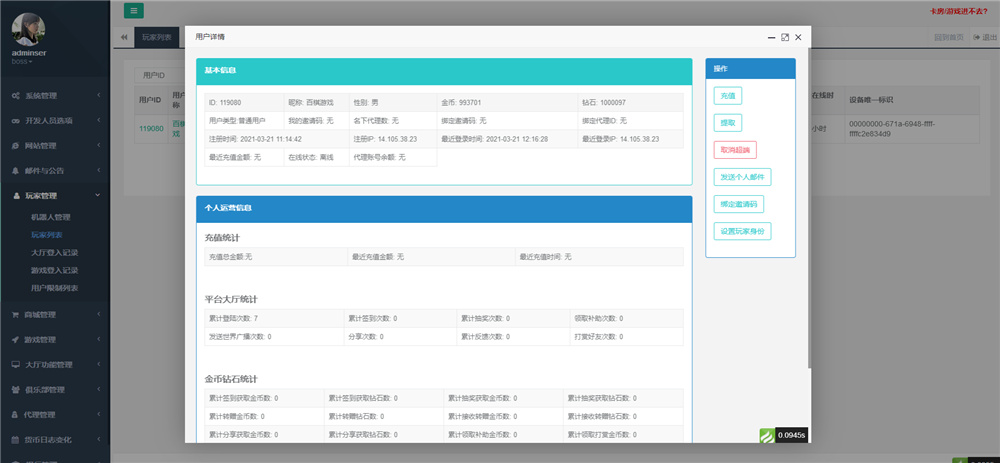 卡房/游戏进不去?
adminser
boss
玩家列表
回到首页
退出
系统管理
开发人员选项
网站管理
邮件与公告
玩家管理
机器人管理
玩家列表
大厅登入记录
游戏登入记录
用户限制列表
商城管理
游戏管理
大厅功能管理
俱乐部管理
代理管理
货币日志变化
用户ID
用户ID
119080
在线时
设备唯一标识
小时
00000000-671a-6948-ffff-
ffffc2e834d9
用户详情
基本信息
ID: 119080 昵称: 百棋游戏 性别: 男 金币: 993701 钻石: 1000097
用户类型:普通用户 我的邀请码: 无 名下代理数: 无 绑定邀请码: 无 绑定代理ID: 无
注册时间: 2021-03-21 11:14:42 注册IP: 14.105.38.23 最近登录时间: 2021-03-21 12:16:28 最近登录IP: 14.105.38.23
最近充值金额: 无 在线状态: 离线 代理账号余额: 无
个人运营信息
充值统计
充值总金额:无 最近充值金额: 无 最近充值时间: 无
平台大厅统计
累计登陆次数: 7 累计签到次数: 0 累计抽奖次数: 0 领取补助次数: 0
发送世界广播次数: 0 分享次数: 0 累计反馈次数: 0 打赏好友次数: 0
金币钻石统计
累计签到获取金币数: 0 累计签到获取钻石数: 0 累计抽奖获取金币数: 0 累计抽奖获取钻石数: 0
累计转赠金币数: 0 累计转赠钻石数: 0 累计接收转赠金币数: 0 累计接收转赠钻石数: 0
累计分享获取金币数: 0 累计分享获取钻石数: 0 累计领取补助金币数: 0 累计领取打赏金币数: 0
操作
充值
提取
取消超端
发送个人邮件
绑定邀请码
设置玩家身份
0.0945s